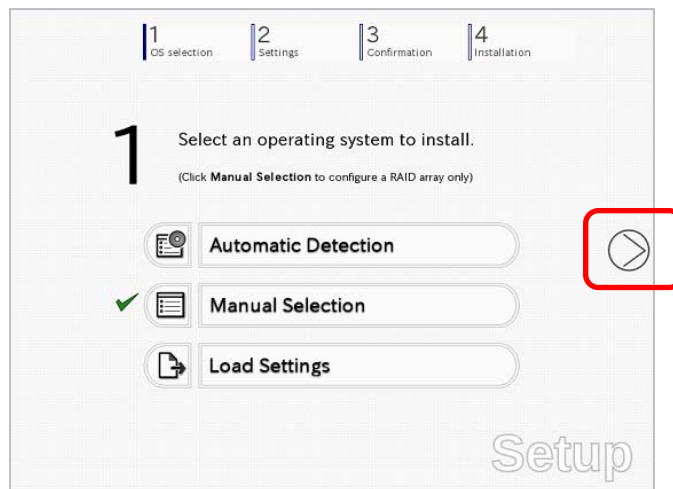 1 2 3 4
OS selection Settings Confirmation Installation
1 Select an operating system to install.
(Click Manual Selection to configure a RAID array only)
Automatic Detection
Manual Selection
Load Settings
Setup